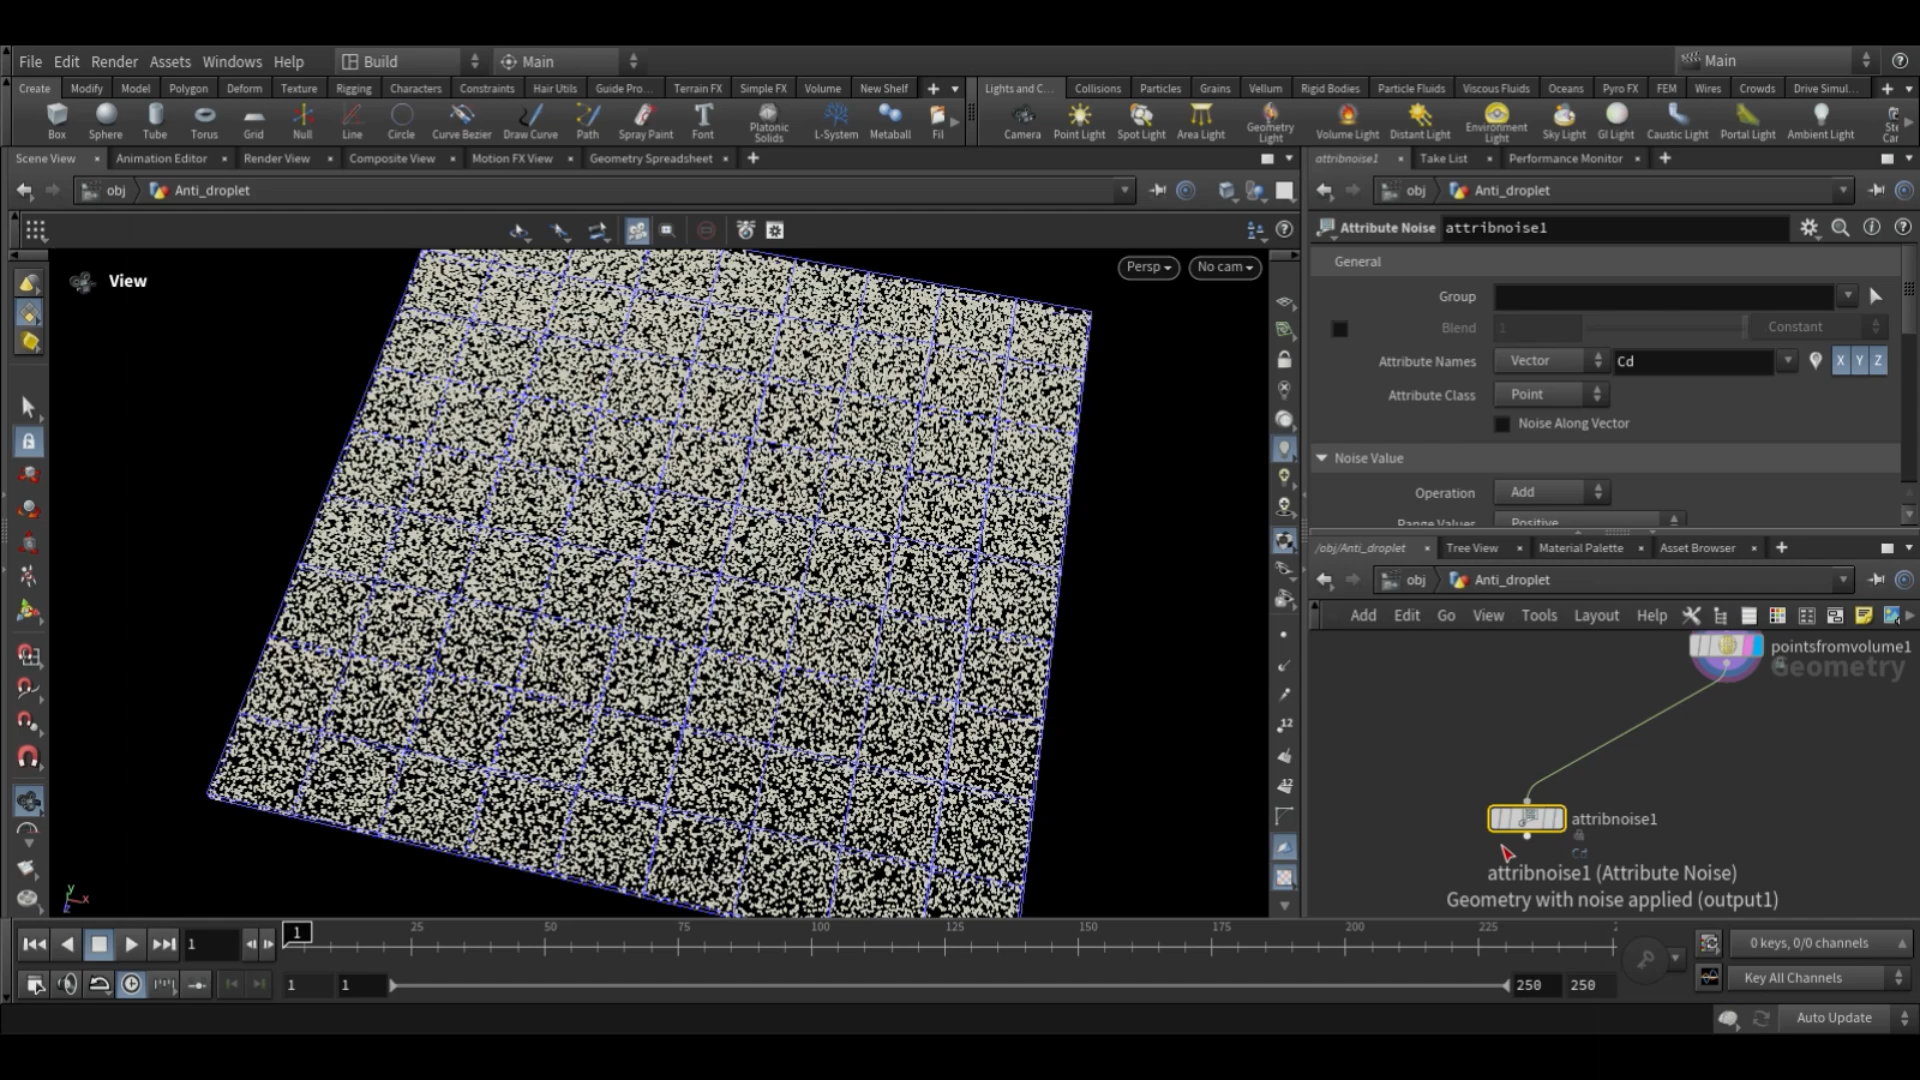 File Edit Render Assets Windows Help Build Main Main
Create Modify Model Polygon Deform Texture Rigging Characters Constraints Hair Utils Guide Pro... Terrain FX Simple FX Volume New Shelf
Lights and C... Collisions Particles Grains Vellum Rigid Bodies Particle Fluids Viscous Fluids Oceans Pyro FX FEM Wires Crowds Drive Simul...
Box Sphere Tube Torus Grid Null Line Circle Curve Bezier Draw Curve Path Spray Paint Font Platonic Solids L-System Metaball Fil
Camera Point Light Spot Light Area Light Geometry Light Volume Light Distant Light Environment Light Sky Light GI Light Caustic Light Portal Light Ambient Light
Scene View Animation Editor Render View Composite View Motion FX View Geometry Spreadsheet
attribnoise1 Take List Performance Monitor
obj Anti_droplet
obj Anti_droplet
Attribute Noise attribnoise1
View
Persp No cam
General
Group
Blend 1 Constant
Attribute Names Vector Cd X Y Z
Attribute Class Point
Noise Along Vector
Noise Value
Operation Add
Range Values Positive
/obj/Anti_droplet Tree View Material Palette Asset Browser
obj Anti_droplet
Add Edit Go View Tools Layout Help
pointsfromvolume1
Geometry
attribnoise1
Cd
attribnoise1 (Attribute Noise)
Geometry with noise applied (output1)
12
12
y
x
z
1 1 25 50 75 100 125 150 175 200 225
0 keys, 0/0 channels
1 1 250 250
Key All Channels
Auto Update